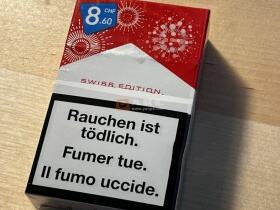 8.60 CHF
SWISS EDITION.
Rauchen ist
tödlich.
Fumer tue.
Il fumo uccide.